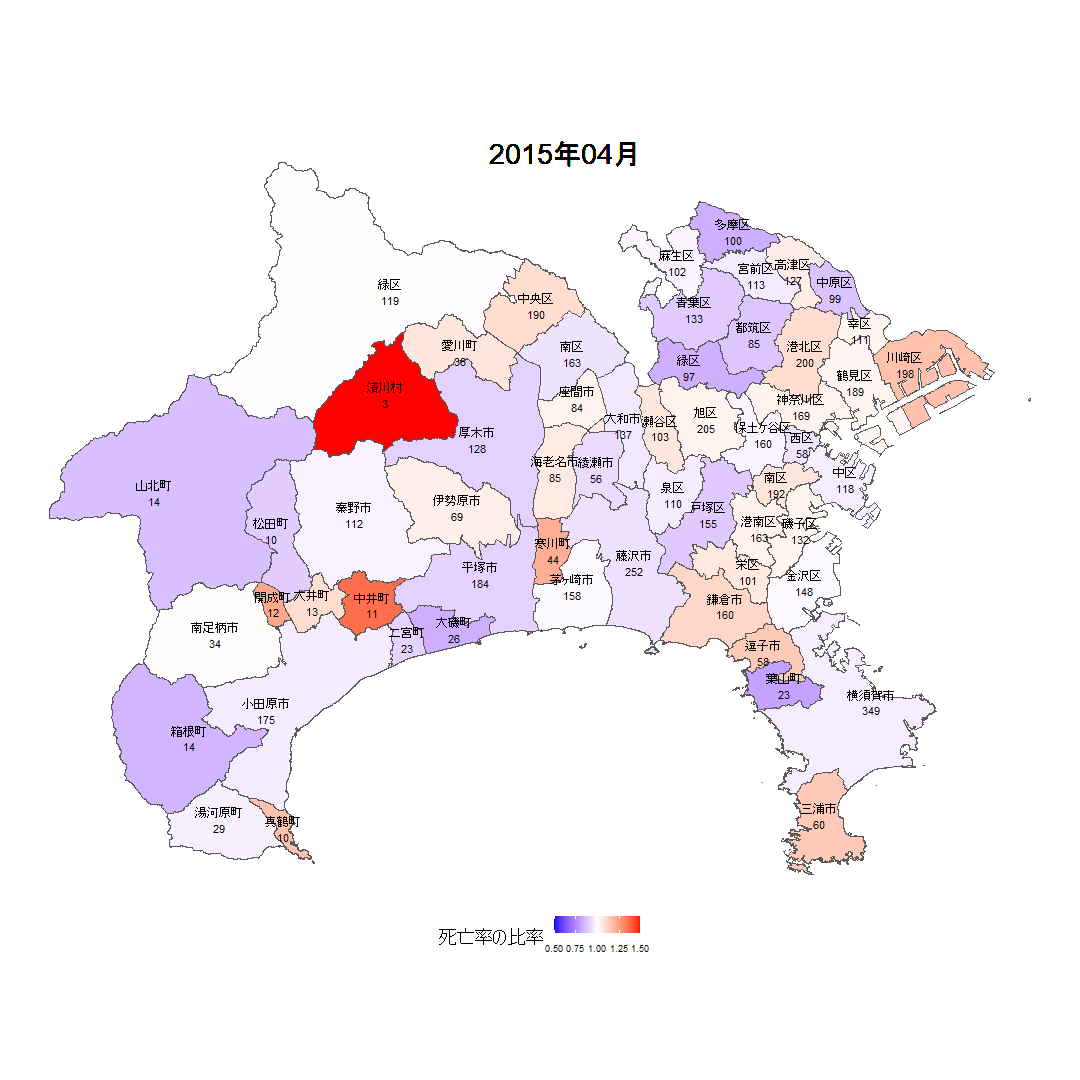 2015年04月
多摩区
100
麻生区
102
宮前区
113
高津区
127
中原区
99
緑区
119
中央区
190
青葉区
133
都筑区
85
幸区
111
愛川町
36
南区
163
緑区
97
港北区
200
川崎区
198
鶴見区
189
清川村
3
座間市
84
神奈川区
169
厚木市
128
大和市
137
瀬谷区
103
旭区
205
保土ケ谷区
160
西区
58
海老名市
85
綾瀬市
56
中区
118
山北町
14
泉区
110
南区
192
秦野市
112
伊勢原市
69
戸塚区
155
松田町
10
港南区
163
磯子区
132
寒川町
44
藤沢市
252
平塚市
184
茅ヶ崎市
158
栄区
101
金沢区
148
開成町
12
大井町
13
中井町
11
鎌倉市
160
南足柄市
34
二宮町
23
大磯町
26
逗子市
58
葉山町
23
小田原市
175
横須賀市
349
箱根町
14
湯河原町
29
真鶴町
10
三浦市
60
死亡率の比率
0.50 0.75 1.00 1.25 1.50